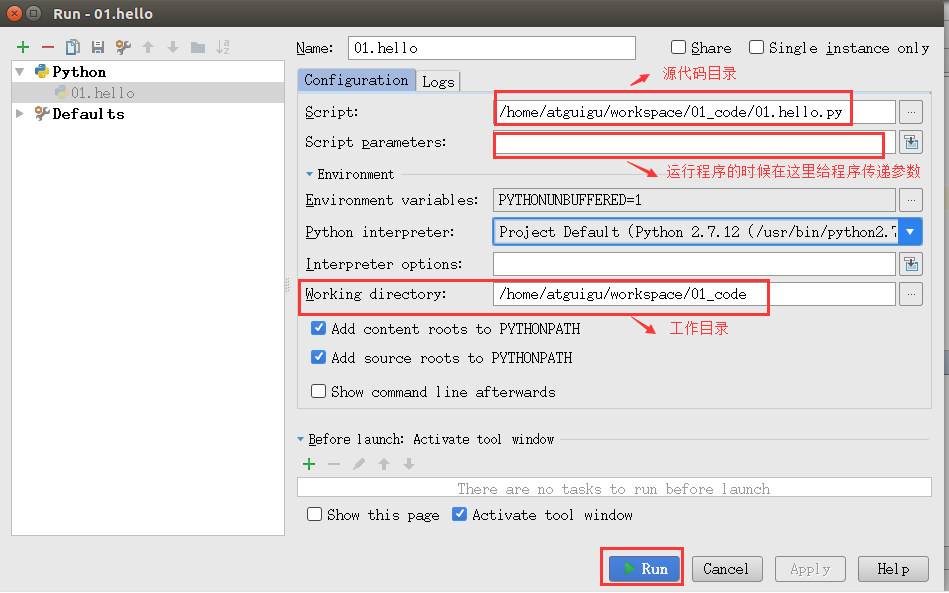 Run - 01.hello
Python
01.hello
Defaults
Name: 01.hello Share Single instance only
Configuration Logs 源代码目录
Script: /home/atguigu/workspace/01_code/01.hello.py ...
Script parameters:
运行程序的时候在这里给程序传递参数
Environment
Environment variables: PYTHONUNBUFFERED=1 ...
Python interpreter: Project Default (Python 2.7.12 (/usr/bin/python2.7
Interpreter options:
Working directory: /home/atguigu/workspace/01_code ...
工作目录
Add content roots to PYTHONPATH
Add source roots to PYTHONPATH
Show command line afterwards
Before launch: Activate tool window
There are no tasks to run before launch
Show this page Activate tool window
Run Cancel Apply Help